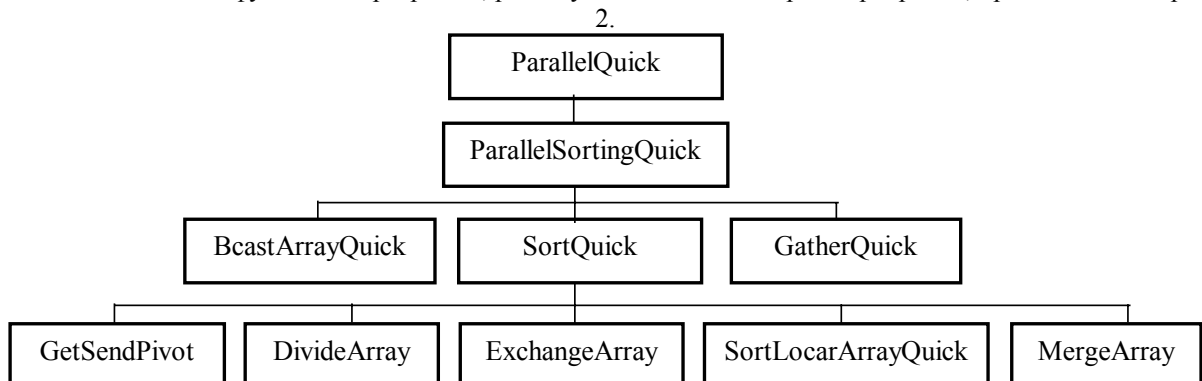 2.
ParallelQuick
ParallelSortingQuick
BcastArrayQuick SortQuick GatherQuick
GetSendPivot DivideArray ExchangeArray SortLocarArrayQuick MergeArray